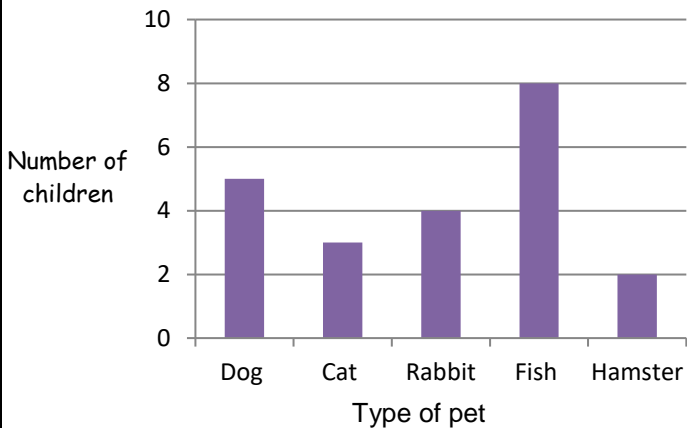 10
8
6
4
2
0
Number of
children
Dog Cat Rabbit Fish Hamster
Type of pet